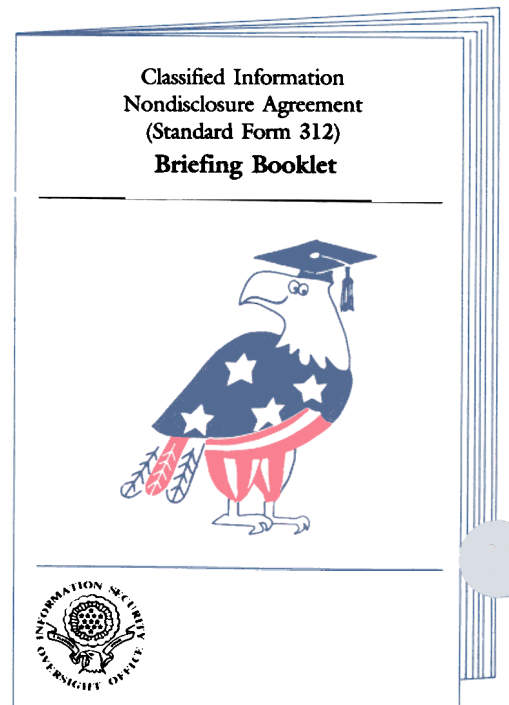 Classified Information
Nondisclosure Agreement
(Standard Form 312)
Briefing Booklet
INFORMATION SECURITY
OVERSIGHT OFFICE